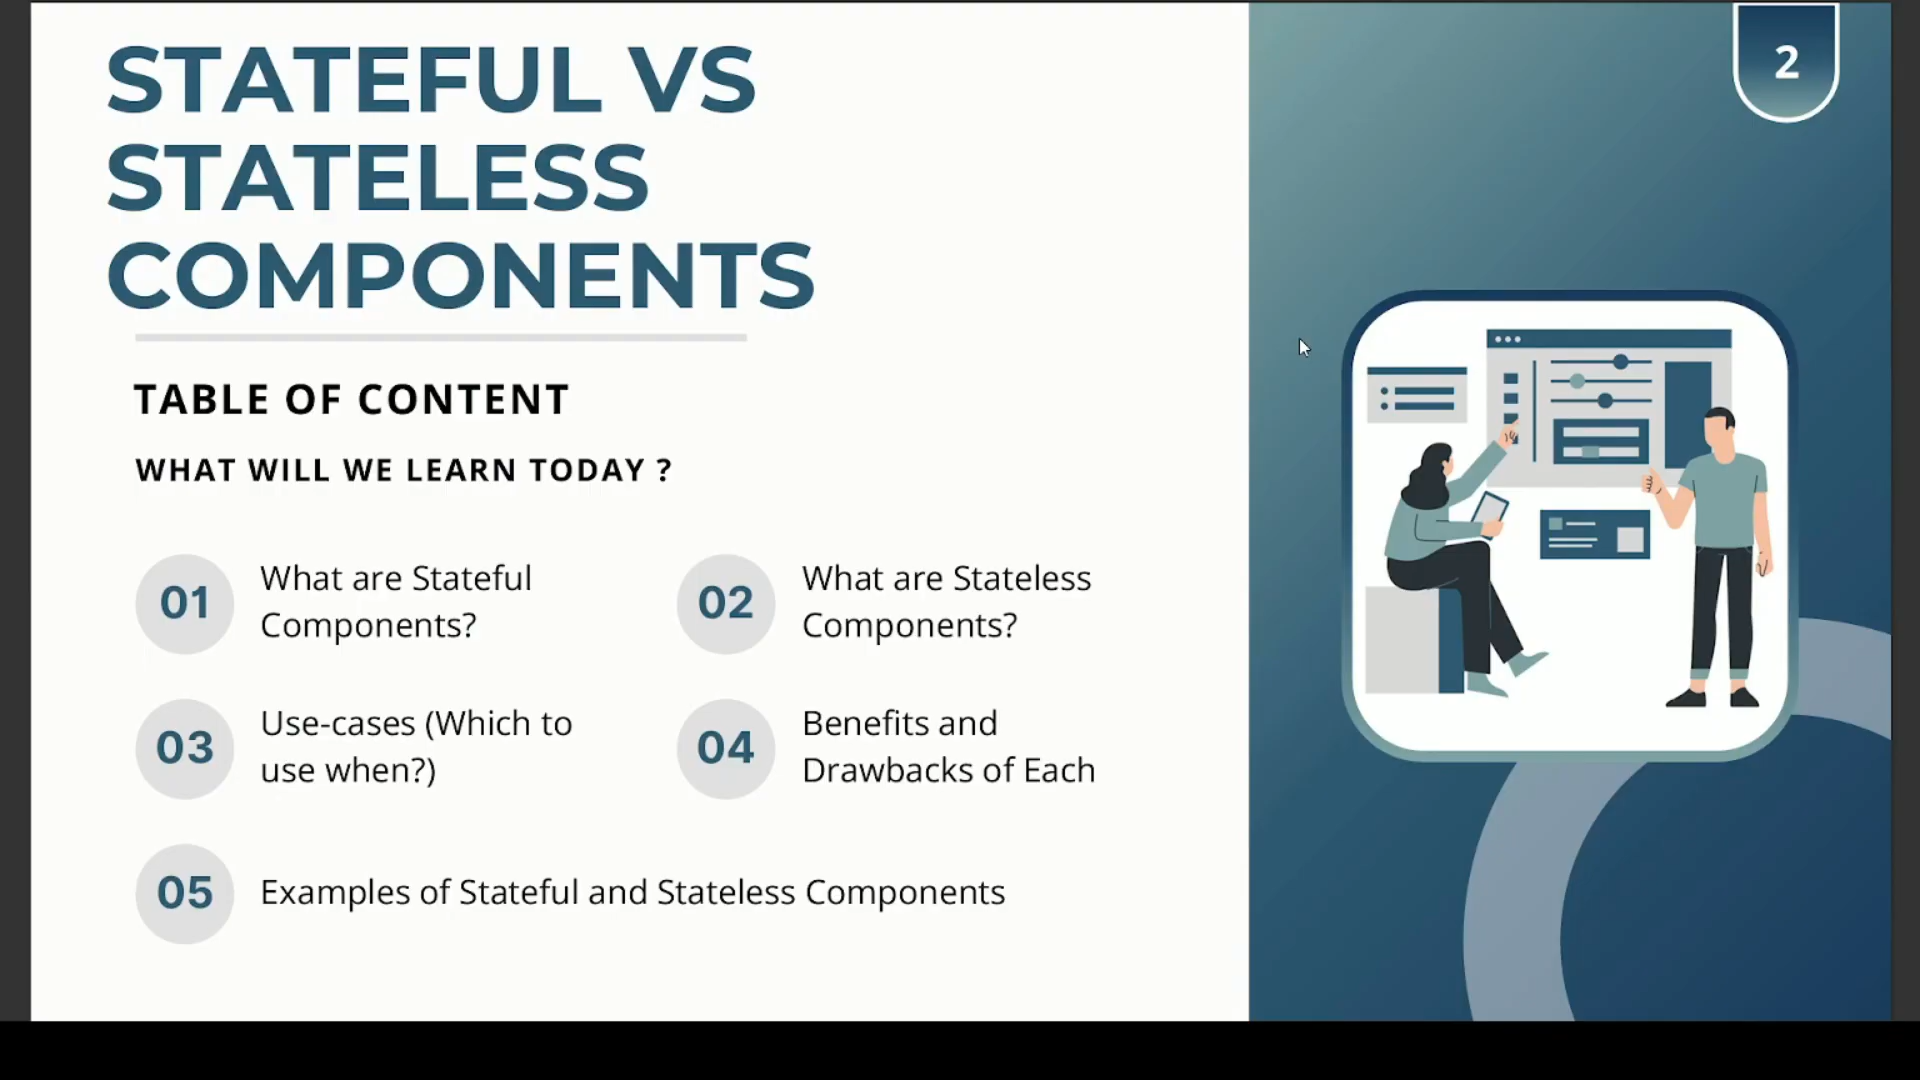 STATEFUL VS
STATELESS
COMPONENTS
2
TABLE OF CONTENT
WHAT WILL WE LEARN TODAY ?
01
What are Stateful
Components?
02
What are Stateless
Components?
03
Use-cases (Which to
use when?)
04
Benefits and
Drawbacks of Each
05
Examples of Stateful and Stateless Components